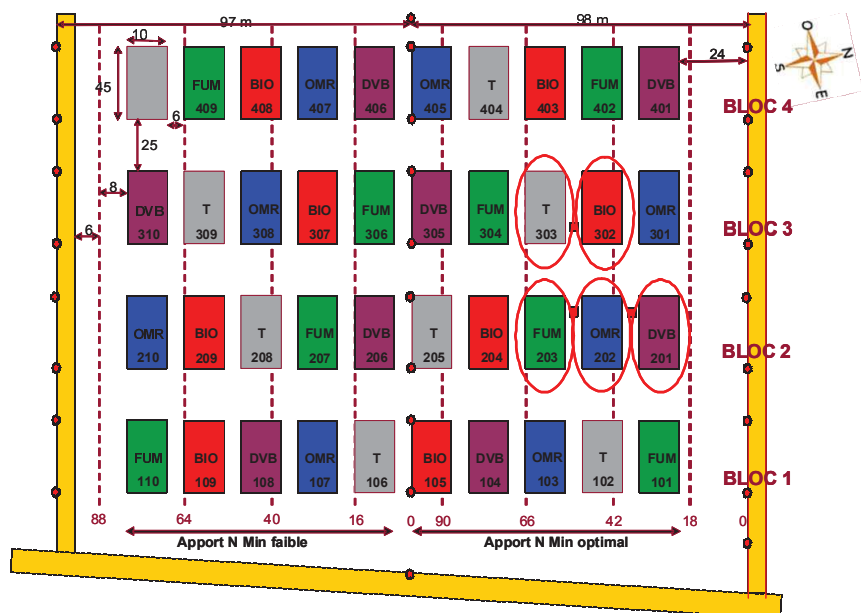 97 m 98 m
10 24
O
N
S
E
45
FUM BIO OMR DVB OMR T BIO FUM DVB
409 408 407 406 405 404 403 402 401
BLOC 4
6
25
8
DVB T OMR BIO FUM DVB FUM T BIO OMR
310 309 308 307 306 305 304 303 302 301
BLOC 3
6
OMR BIO T FUM DVB T BIO FUM OMR DVB
210 209 208 207 206 205 204 203 202 201
BLOC 2
FUM BIO DVB OMR T BIO DVB OMR T FUM
110 109 108 107 106 105 104 103 102 101
BLOC 1
88 64 40 16 0 90 66 42 18 0
Apport N Min faible Apport N Min optimal